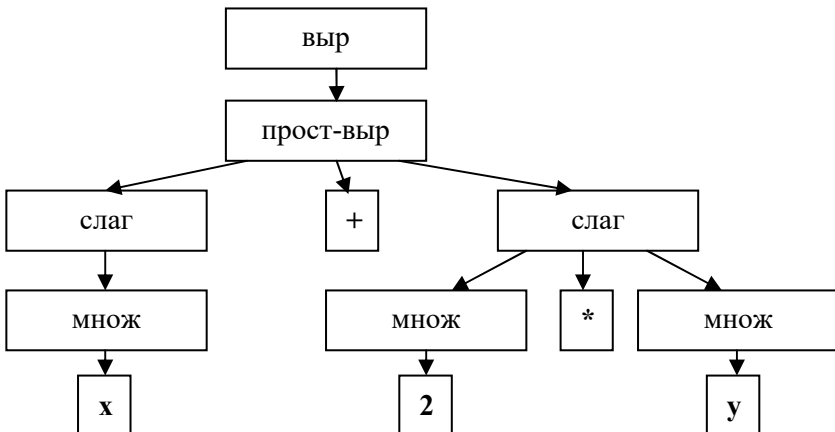 выр
прост-выр
слаг + слаг
множ множ * множ
x 2 y